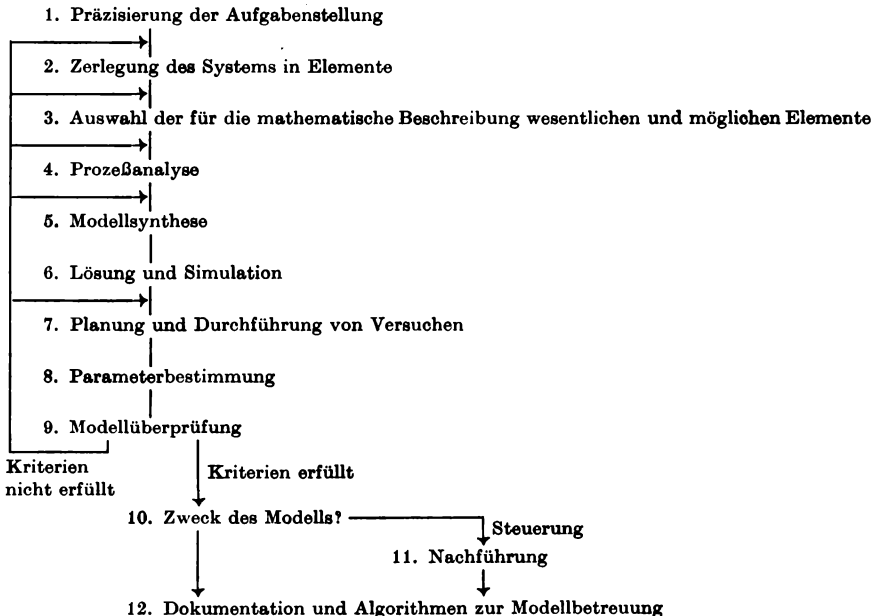 1. Präzisierung der Aufgabenstellung
2. Zerlegung des Systems in Elemente
3. Auswahl der für die mathematische Beschreibung wesentlichen und möglichen Elemente
4. Prozeßanalyse
5. Modellsynthese
6. Lösung und Simulation
7. Planung und Durchführung von Versuchen
8. Parameterbestimmung
9. Modellüberprüfung
Kriterien
nicht erfüllt
Kriterien erfüllt
10. Zweck des Modells?
Steuerung
11. Nachführung
12. Dokumentation und Algorithmen zur Modellbetreuung